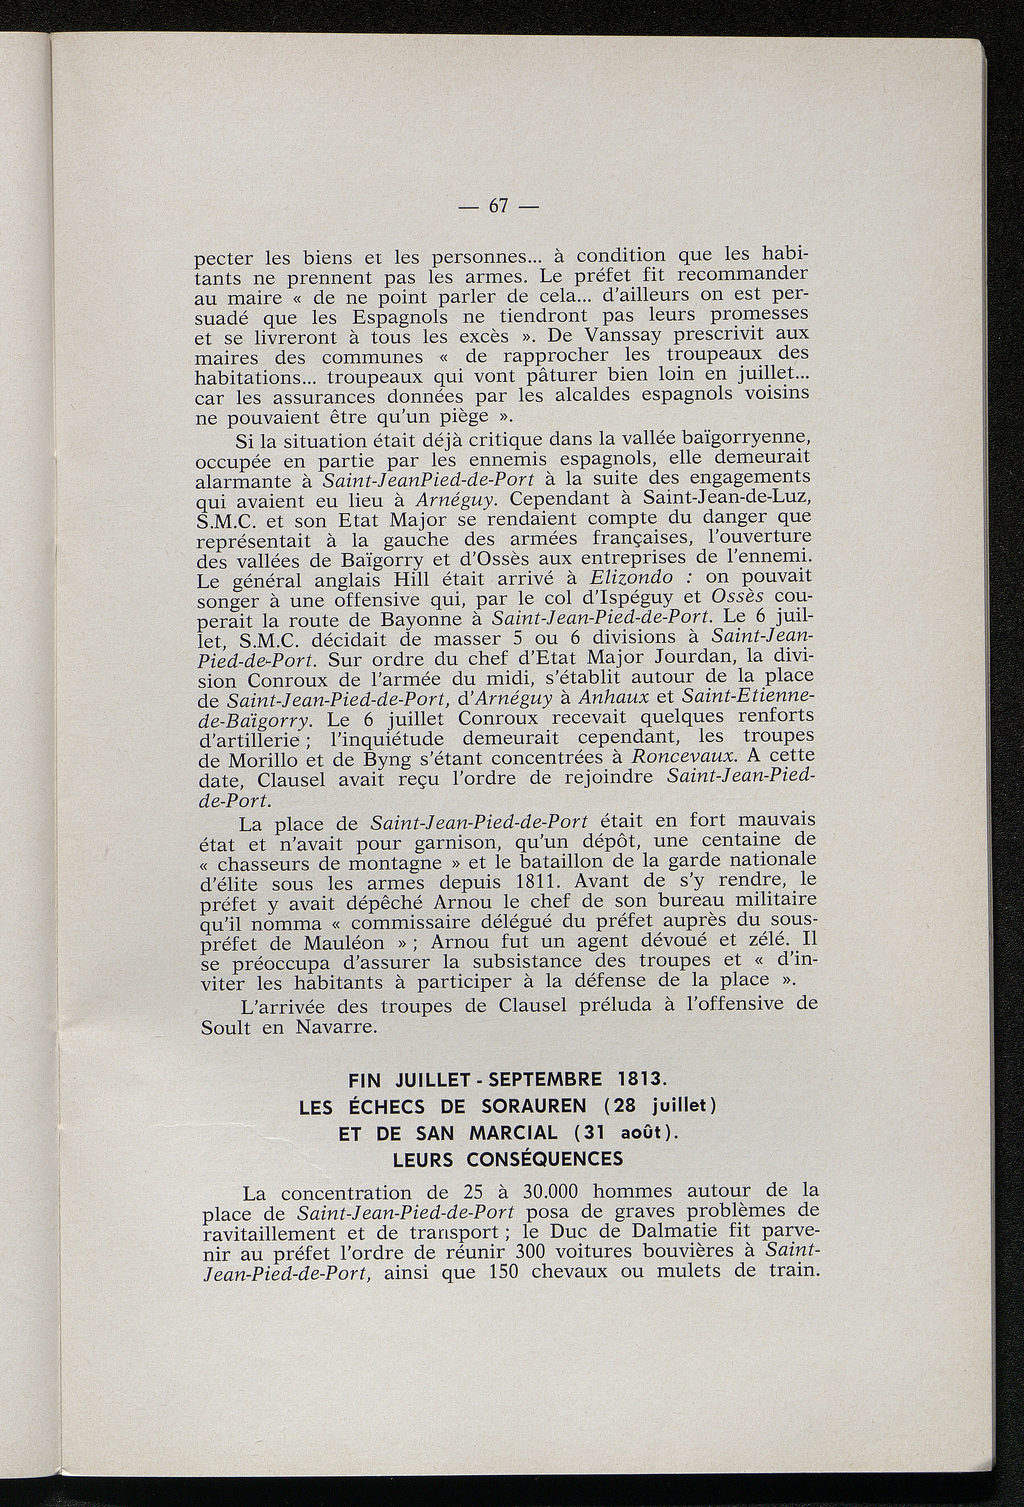 — 67 —
pecter les biens et les personnes... à condition que les habi-
tants ne prennent pas les armes. Le préfet fit recommander
au maire « de ne point parler de cela... d'ailleurs on est per-
suadé que les Espagnols ne tiendront pas leurs promesses
et se livreront à tous les excès ». De Vanssay prescrivit aux
maires des communes « de rapprocher les troupeaux des
habitations... troupeaux qui vont pâturer bien loin en juillet...
car les assurances données par les alcaldes espagnols voisins
ne pouvaient être qu'un piège ».
Si la situation était déjà critique dans la vallée baïgorryenne,
occupée en partie par les ennemis espagnols, elle demeurait
alarmante à Saint-JeanPied-de-Port à la suite des engagements
qui avaient eu lieu à Arnéguy. Cependant à Saint-Jean-de-Luz,
S.M.C. et son Etat Major se rendaient compte du danger que
représentait à la gauche des armées françaises, l'ouverture
des vallées de Baïgorry et d'Ossès aux entreprises de l'ennemi.
Le général anglais Hill était arrivé à Elizondo : on pouvait
songer à une offensive qui, par le col d'Ispéguy et Ossès cou-
perait la route de Bayonne à Saint-Jean-Pied-de-Port. Le 6 juil-
let, S.M.C. décidait de masser 5 ou 6 divisions à Saint-Jean-
Pied-de-Port. Sur ordre du chef d'Etat Major Jourdan, la divi-
sion Conroux de l'armée du midi, s'établit autour de la place
de Saint-Jean-Pied-de-Port, d'Arnéguy à Anhaux et Saint-Etienne-
de-Baïgorry. Le 6 juillet Conroux recevait quelques renforts
d'artillerie ; l'inquiétude demeurait cependant, les troupes
de Morillo et de Byng s'étant concentrées à Roncevaux. A cette
date, Clausel avait reçu l'ordre de rejoindre Saint-Jean-Pied-
de-Port.
La place de Saint-Jean-Pied-de-Port était en fort mauvais
état et n'avait pour garnison, qu'un dépôt, une centaine de
« chasseurs de montagne » et le bataillon de la garde nationale
d'élite sous les armes depuis 1811. Avant de s'y rendre, le
préfet y avait dépêché Arnou le chef de son bureau militaire
qu'il nomma « commissaire délégué du préfet auprès du sous-
préfet de Mauléon » ; Arnou fut un agent dévoué et zélé. Il
se préoccupa d'assurer la subsistance des troupes et « d'in-
viter les habitants à participer à la défense de la place ».
L'arrivée des troupes de Clausel préluda à l'offensive de
Soult en Navarre.
FIN JUILLET - SEPTEMBRE 1813.
LES ÉCHECS DE SORAUREN (28 juillet)
ET DE SAN MARCIAL (31 août).
LEURS CONSÉQUENCES
La concentration de 25 à 30.000 hommes autour de la
place de Saint-Jean-Pied-de-Port posa de graves problèmes de
ravitaillement et de transport ; le Duc de Dalmatie fit parve-
nir au préfet l'ordre de réunir 300 voitures bouvières à Saint-
Jean-Pied-de-Port, ainsi que 150 chevaux ou mulets de train.